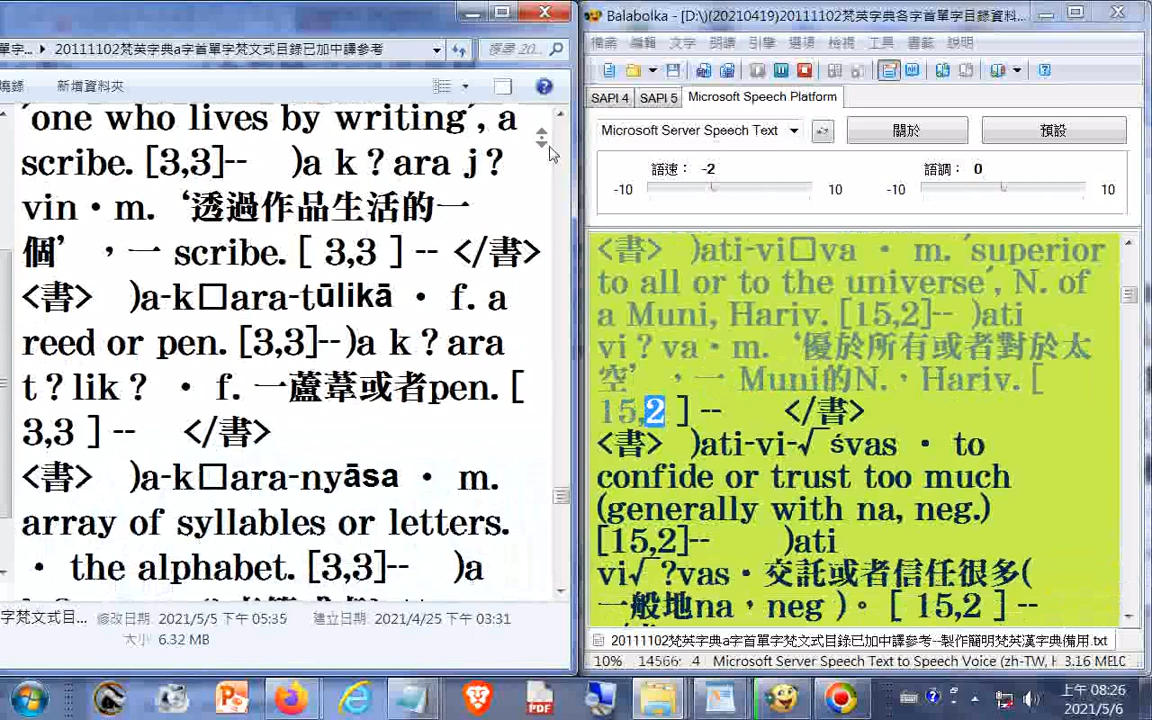 單字... ▸ 20111102梵英字典a字首單字梵文式目錄已加中譯參考
搜尋 20...
燒錄 新增資料夾
'one who lives by writing', a
scribe. [3,3]-- )a k ? ara j ?
vin · m. ‘透過作品生活的一
個’ ，一 scribe. [ 3,3 ] -- </書>
<書> )a-k□ara-tūlikā · f. a
reed or pen. [3,3]--)a k ? ara
t ? lik ? · f. 一蘆葦或者pen. [
3,3 ] -- </書>
<書> )a-k□ara-nyāsa · m.
array of syllables or letters.
· the alphabet. [3,3]-- )a
字梵文式目... 修改日期: 2021/5/5 下午 05:35 建立日期: 2021/4/25 下午 03:31
大小: 6.32 MB
Balabolka - [D:\)(20210419)20111102梵英字典各字首單字目錄資料...
檔案 編輯 文字 朗讀 引擎 選項 檢視 工具 書籤 說明
SAPI 4 SAPI 5 Microsoft Speech Platform
Microsoft Server Speech Text 關於 預設
語速: -2 語調: 0
-10 10 -10 10
<書> )ati-vi□va · m. 'superior
to all or to the universe', N. of
a Muni, Hariv. [15,2]-- )ati
vi ? va · m. ‘優於所有或者對於太
空’ ，一 Muni的N.，Hariv. [
15,2 ] -- </書>
<書> )ati-vi-√śvas · to
confide or trust too much
(generally with na, neg.)
[15,2]-- )ati
vi√?vas · 交託或者信任很多(
一般地na，neg )。 [ 15,2 ] --
20111102梵英字典a字首單字梵文式目錄已加中譯參考--製作簡明梵英漢字典備用.txt
10% 14566: 4 Microsoft Server Speech Text to Speech Voice (zh-TW, H 3.16 MELC
PDF
上午 08:26
2021/5/6